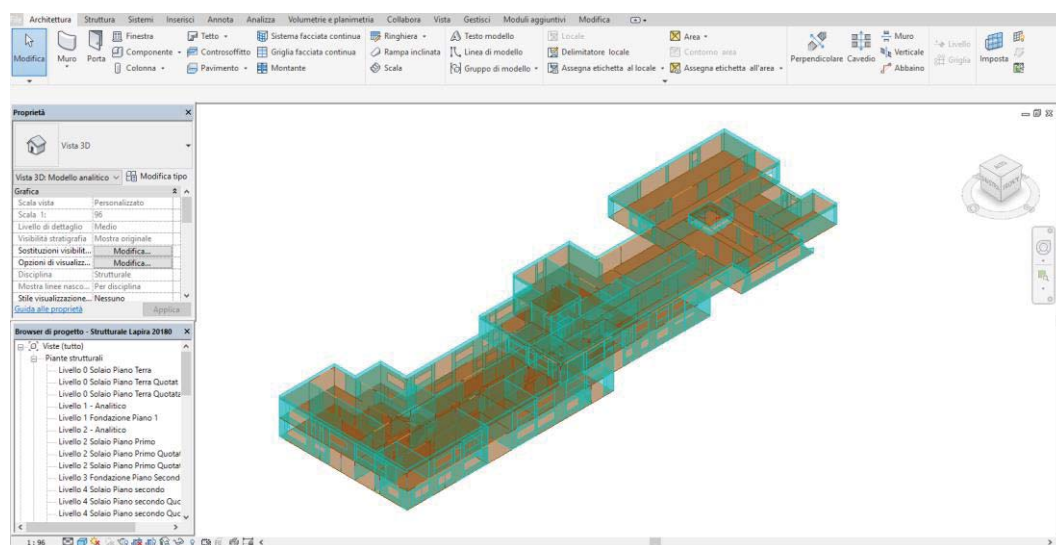 Architettura Struttura Sistemi Inserisci Annota Analizza Volumetrie e planimetria Collabora Vista Gestisci Moduli aggiuntivi Modifica
Modifica
Muro
Porta
Finestra
Componente
Colonna
Tetto
Controsoffitto
Pavimento
Sistema facciata continua
Griglia facciata continua
Montante
Ringhiera
Rampa inclinata
Scala
Testo modello
Linea di modello
Gruppo di modello
Locale
Delimitatore locale
Assegna etichetta al locale
Area
Contorno area
Assegna etichetta all'area
Perpendicolare
Cavedio
Muro
Verticale
Abbaino
Livello
Griglia
Imposta
Proprietà
Vista 3D
Vista 3D: Modello analitico Modifica tipo
Grafica
Scala vista Personalizzato
Scala 1: 96
Livello di dettaglio Medio
Visibilità stratigrafia Mostra originale
Sostituzioni visibilit... Modifica...
Opzioni di visualizz... Modifica...
Disciplina Strutturale
Mostra linee nasco... Per disciplina
Stile visualizzazione... Nessuno
Guida alle proprietà Applica
Browser di progetto - Strutturale Lapira 20180
Viste (tutto)
Piante strutturali
Livello 0 Solaio Piano Terra
Livello 0 Solaio Piano Terra Quotat
Livello 0 Solaio Piano Terra Quotata
Livello 1 - Analitico
Livello 1 Fondazione Piano 1
Livello 2 - Analitico
Livello 2 Solaio Piano Primo
Livello 2 Solaio Piano Primo Quotat
Livello 2 Solaio Piano Primo Quotat
Livello 3 Fondazione Piano Second
Livello 4 Solaio Piano secondo
Livello 4 Solaio Piano secondo Quc
Livello 4 Solaio Piano secondo Quc
1 : 96